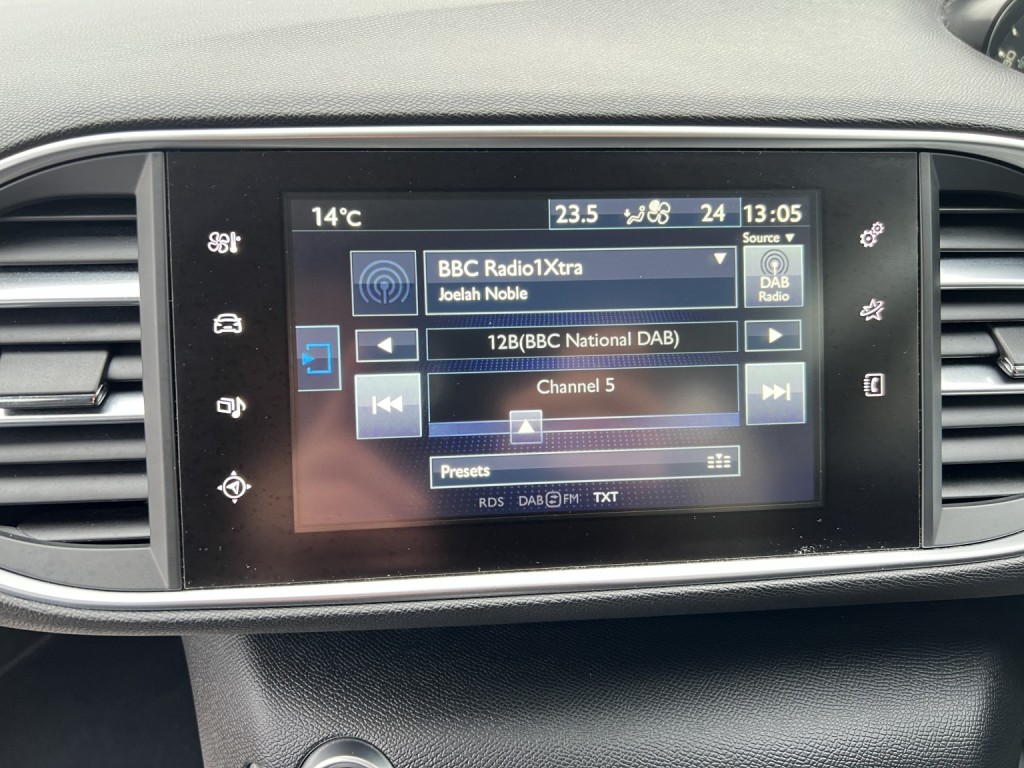 14°C 23.5 24 13:05
Source ▼
BBC Radio1Xtra
Joelah Noble
DAB
Radio
12B(BBC National DAB)
Channel 5
Presets
RDS DAB FM TXT